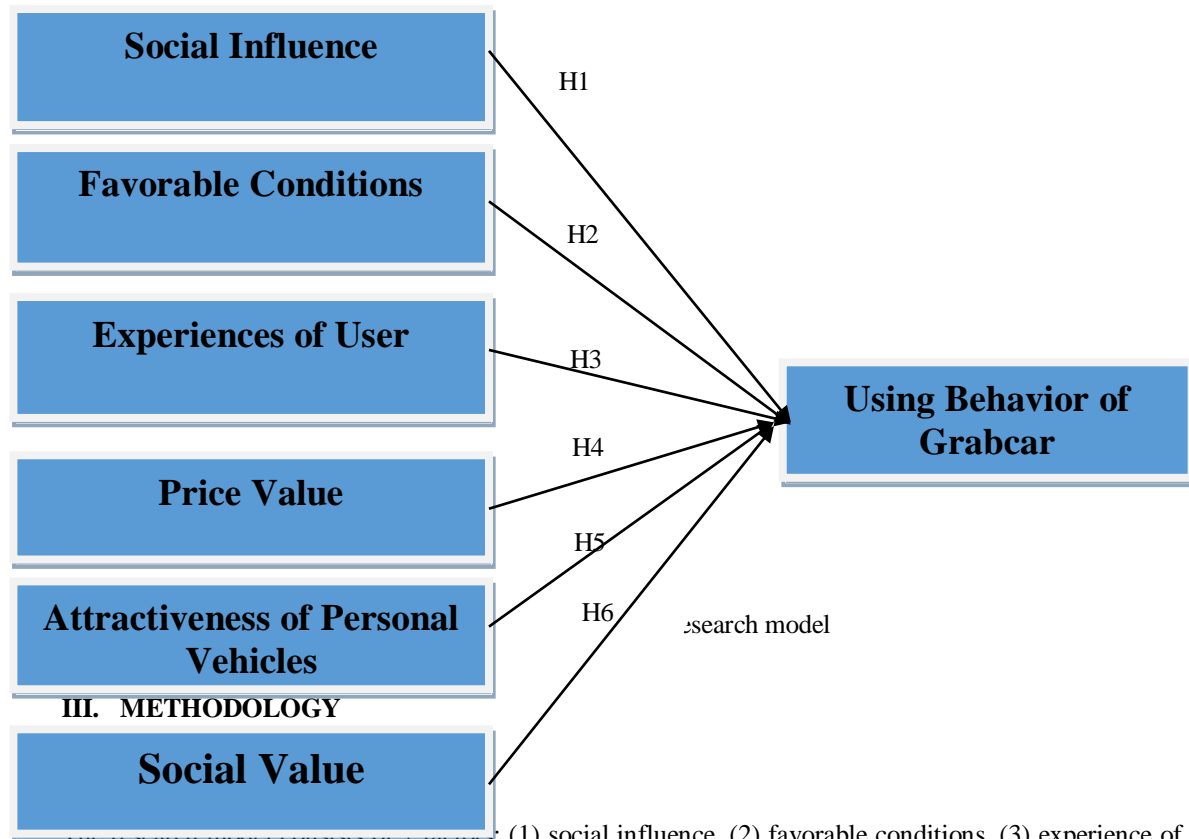 Social Influence
H1
Favorable Conditions
H2
Experiences of User
H3
Using Behavior of
Grabcar
Price Value
H4
H5
Attractiveness of Personal
Vehicles
H6
search model
III. METHODOLOGY
Social Value
: (1) social influence, (2) favorable conditions, (3) experience of